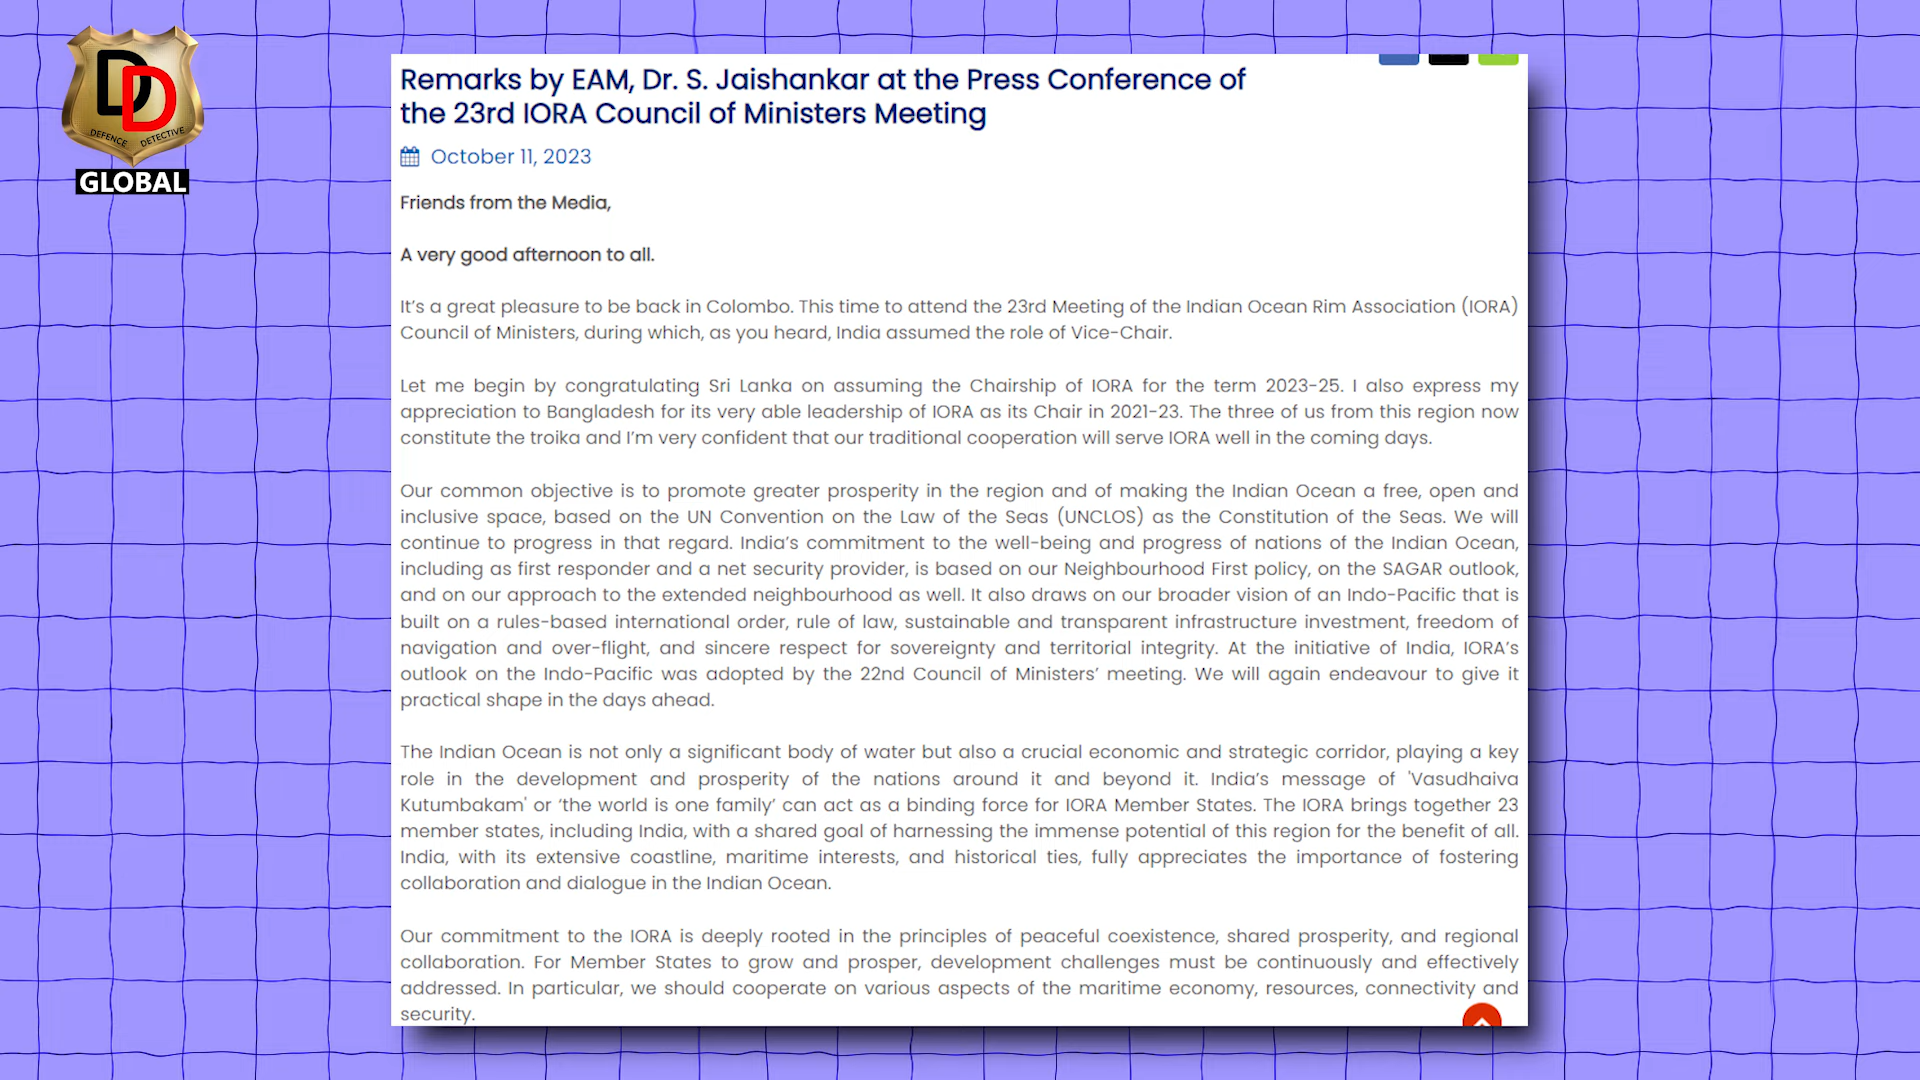 DD
DEFENCE DETECTIVE
GLOBAL
Remarks by EAM, Dr. S. Jaishankar at the Press Conference of
the 23rd IORA Council of Ministers Meeting
October 11, 2023
Friends from the Media,
A very good afternoon to all.
It’s a great pleasure to be back in Colombo. This time to attend the 23rd Meeting of the Indian Ocean Rim Association (IORA)
Council of Ministers, during which, as you heard, India assumed the role of Vice-Chair.
Let me begin by congratulating Sri Lanka on assuming the Chairship of IORA for the term 2023-25. I also express my
appreciation to Bangladesh for its very able leadership of IORA as its Chair in 2021-23. The three of us from this region now
constitute the troika and I’m very confident that our traditional cooperation will serve IORA well in the coming days.
Our common objective is to promote greater prosperity in the region and of making the Indian Ocean a free, open and
inclusive space, based on the UN Convention on the Law of the Seas (UNCLOS) as the Constitution of the Seas. We will
continue to progress in that regard. India’s commitment to the well-being and progress of nations of the Indian Ocean,
including as first responder and a net security provider, is based on our Neighbourhood First policy, on the SAGAR outlook,
and on our approach to the extended neighbourhood as well. It also draws on our broader vision of an Indo-Pacific that is
built on a rules-based international order, rule of law, sustainable and transparent infrastructure investment, freedom of
navigation and over-flight, and sincere respect for sovereignty and territorial integrity. At the initiative of India, IORA’s
outlook on the Indo-Pacific was adopted by the 22nd Council of Ministers’ meeting. We will again endeavour to give it
practical shape in the days ahead.
The Indian Ocean is not only a significant body of water but also a crucial economic and strategic corridor, playing a key
role in the development and prosperity of the nations around it and beyond it. India’s message of 'Vasudhaiva
Kutumbakam' or ‘the world is one family’ can act as a binding force for IORA Member States. The IORA brings together 23
member states, including India, with a shared goal of harnessing the immense potential of this region for the benefit of all.
India, with its extensive coastline, maritime interests, and historical ties, fully appreciates the importance of fostering
collaboration and dialogue in the Indian Ocean.
Our commitment to the IORA is deeply rooted in the principles of peaceful coexistence, shared prosperity, and regional
collaboration. For Member States to grow and prosper, development challenges must be continuously and effectively
addressed. In particular, we should cooperate on various aspects of the maritime economy, resources, connectivity and
security.